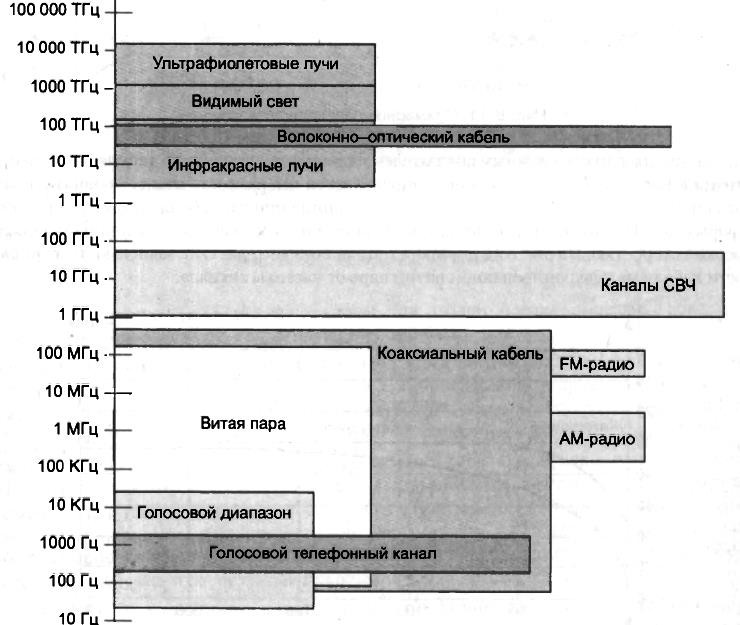 100 000 ТГц
10 000 ТГц
Ультрафиолетовые лучи
1000 ТГц
Видимый свет
100 ТГц
Волоконно–оптический кабель
10 ТГц
Инфракрасные лучи
1 ТГц
100 ГГц
10 ГГц
Каналы СВЧ
1 ГГц
100 МГц
Коаксиальный кабель
FM-радио
10 МГц
Витая пара
1 МГц
AM-радио
100 КГц
10 КГц
Голосовой диапазон
1000 Гц
Голосовой телефонный канал
100 Гц
10 Гц